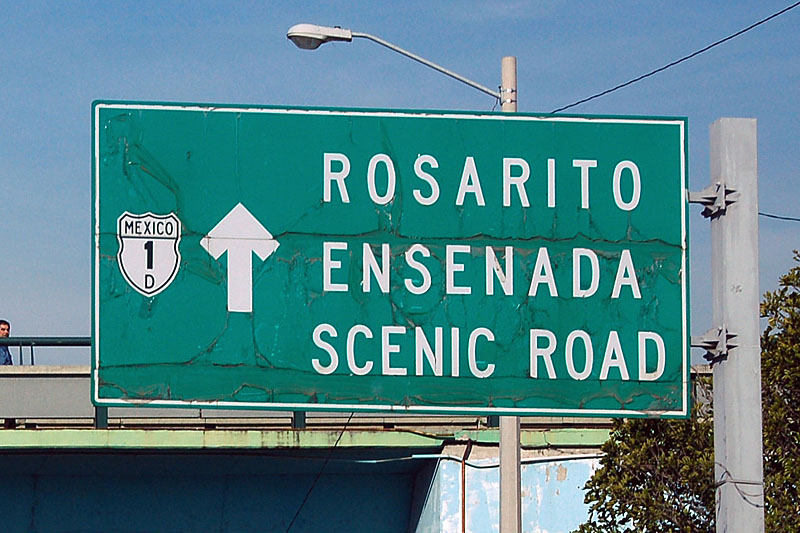 MEXICO
1
D
ROSARITO
ENSENADA
SCENIC ROAD